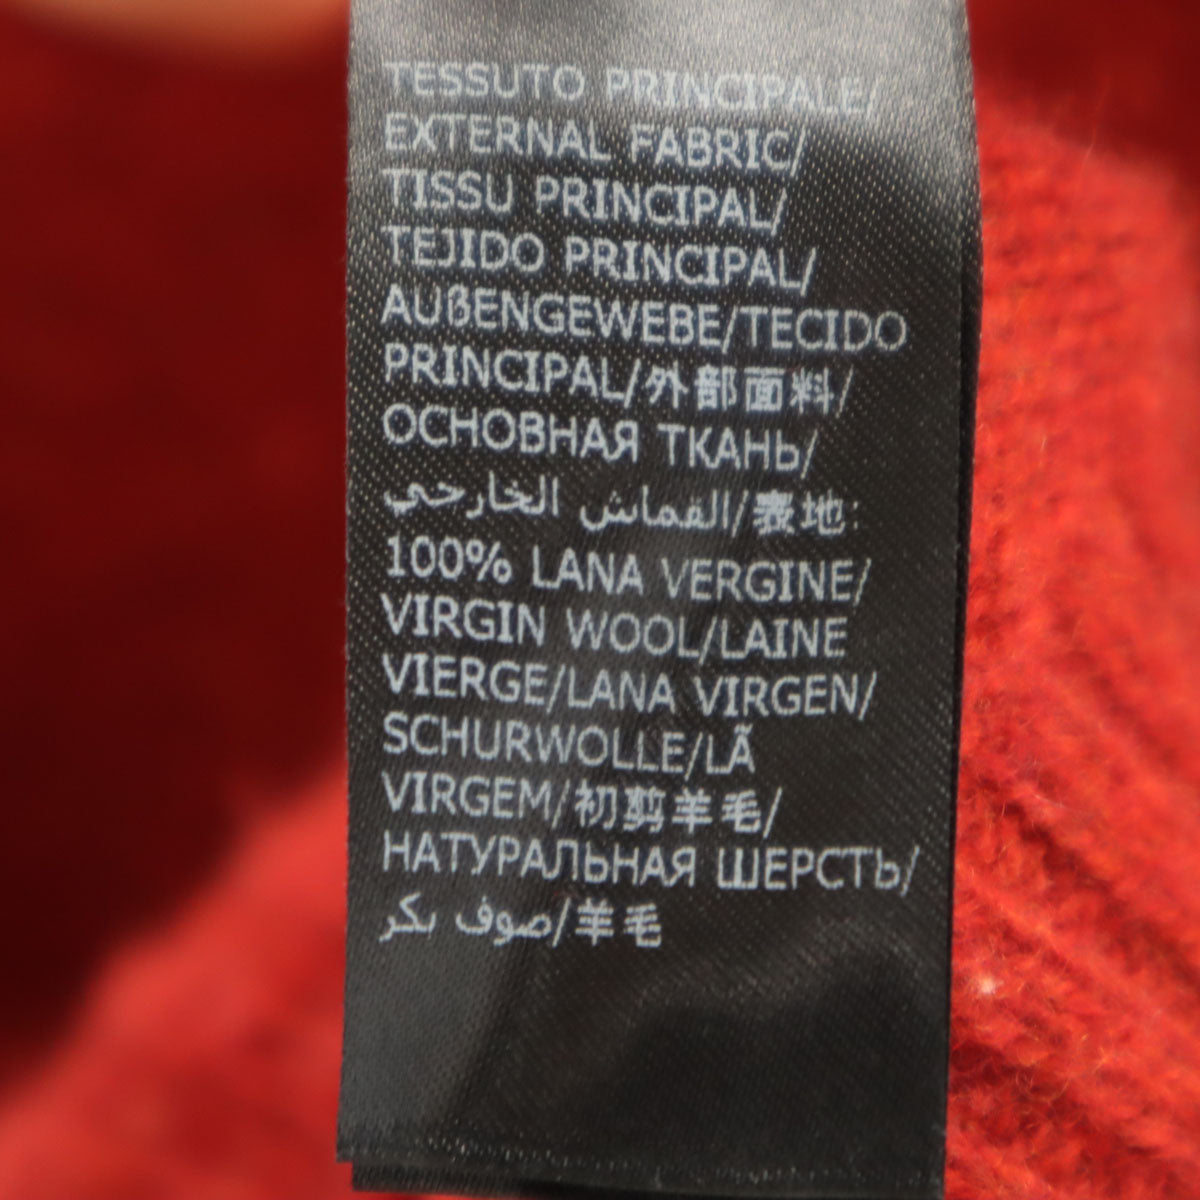 TESSUTO PRINCIPALE/
EXTERNAL FABRIC/
TISSU PRINCIPAL/
TEJIDO PRINCIPAL/
AUßENGEWEBE/TECIDO
PRINCIPAL/外部面料/
ОСНОВНАЯ ТКАНЬ/
القماش الخارجي/表地:
100% LANA VERGINE/
VIRGIN WOOL/LAINE
VIERGE/LANA VIRGEN/
SCHURWOLLE/LÃ
VIRGEM/初剪羊毛/
НАТУРАЛЬНАЯ ШЕРСТЬ/
صوف بكر/羊毛